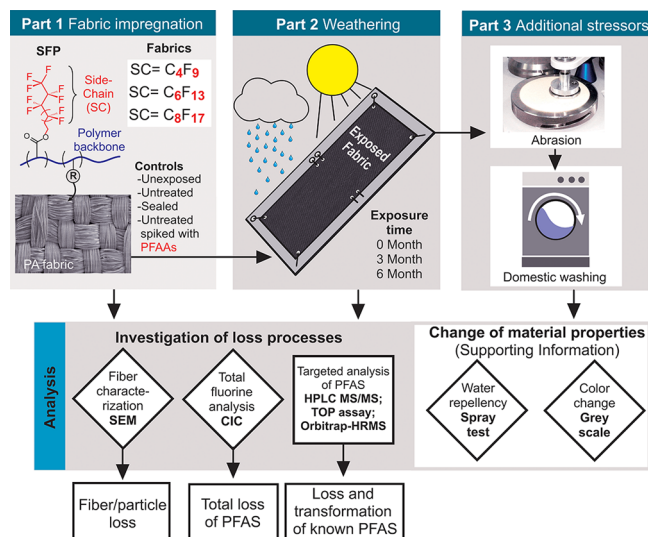 Part 1 Fabric impregnation
SFP
Fabrics
F F F F F F F F F
Side-
Chain
(SC)
SC= C4F9
SC= C6F13
SC= C8F17
O
O
Polymer
backbone
R
PA fabric
Controls
-Unexposed
-Untreated
-Sealed
-Untreated
spiked with
PFAAs
Part 2 Weathering
Exposed
Fabric
Exposure
time
0 Month
3 Month
6 Month
Part 3 Additional stressors
Abrasion
Domestic washing
Analysis
Investigation of loss processes
Fiber
characte-
rization
SEM
Total
fluorine
analysis
CIC
Targeted analysis
of PFAS
HPLC MS/MS;
TOP assay;
Orbitrap-HRMS
Change of material properties
(Supporting Information)
Water
repellency
Spray
test
Color
change
Grey
scale
Fiber/particle
loss
Total loss
of PFAS
Loss and
transformation
of known PFAS